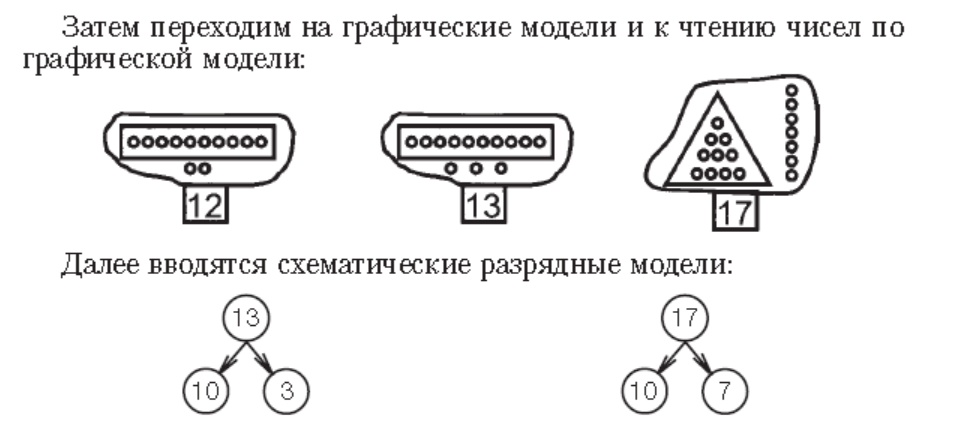 Затем переходим на графические модели и к чтению чисел по
графической модели:
12 13 17
Далее вводятся схематические разрядные модели:
13 17
10 3 10 7